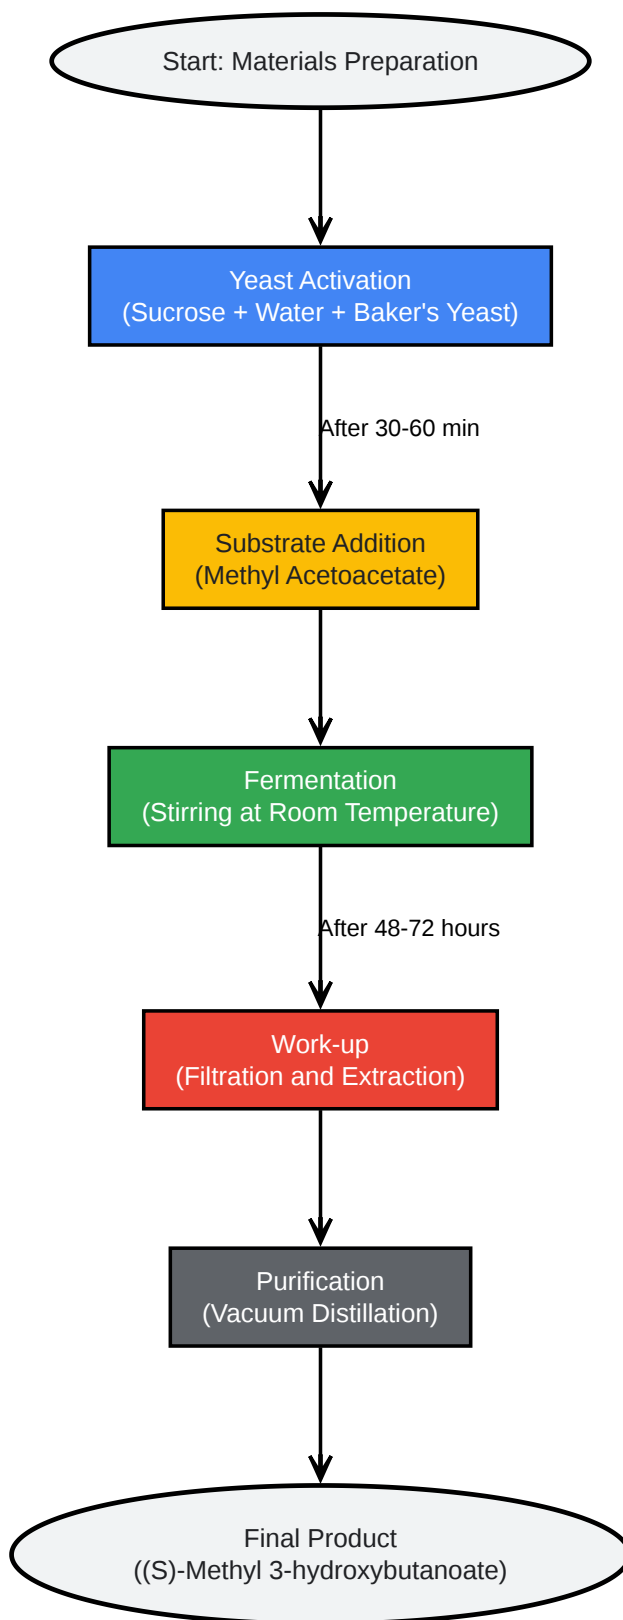 Start: Materials Preparation
Yeast Activation
(Sucrose + Water + Baker's Yeast)
After 30-60 min
Substrate Addition
(Methyl Acetoacetate)
Fermentation
(Stirring at Room Temperature)
After 48-72 hours
Work-up
(Filtration and Extraction)
Purification
(Vacuum Distillation)
Final Product
((S)-Methyl 3-hydroxybutanoate)